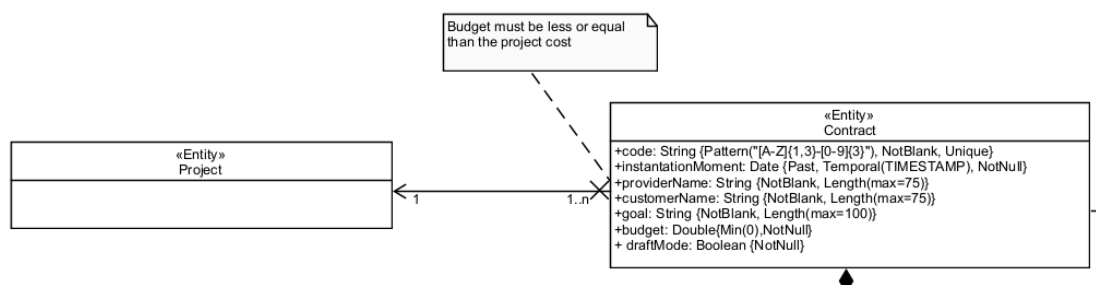 Budget must be less or equal
than the project cost
«Entity»
Project
1
1..n
«Entity»
Contract
+code: String {Pattern("[A-Z]{1,3}-[0-9]{3}"), NotBlank, Unique}
+instantationMoment: Date {Past, Temporal(TIMESTAMP), NotNull}
+providerName: String {NotBlank, Length(max=75)}
+customerName: String {NotBlank, Length(max=75)}
+goal: String {NotBlank, Length(max=100)}
+budget: Double{Min(0),NotNull}
+ draftMode: Boolean {NotNull}